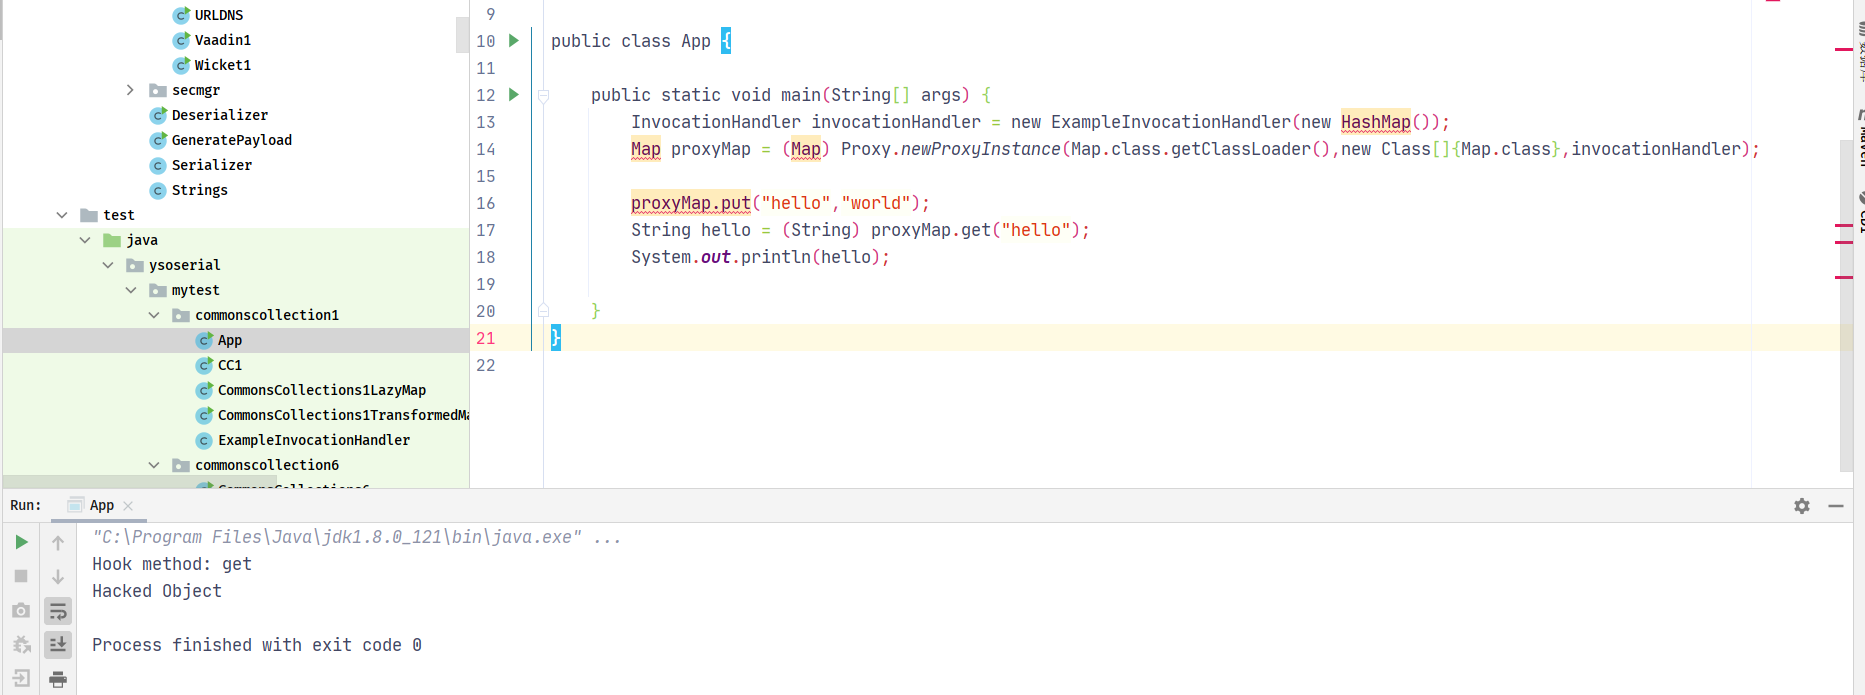 URLDNS
Vaadin1
Wicket1
secmgr
Deserializer
GeneratePayload
Serializer
Strings
test
java
ysoserial
mytest
commonscollection1
App
CC1
CommonsCollections1LazyMap
CommonsCollections1TransformedMa
ExampleInvocationHandler
commonscollection6
9
10 public class App {
11
12 public static void main(String[] args) {
13 InvocationHandler invocationHandler = new ExampleInvocationHandler(new HashMap());
14 Map proxyMap = (Map) Proxy.newProxyInstance(Map.class.getClassLoader(),new Class[]{Map.class},invocationHandler);
15
16 proxyMap.put("hello","world");
17 String hello = (String) proxyMap.get("hello");
18 System.out.println(hello);
19
20 }
21 }
22
Run: App
"C:\Program Files\Java\jdk1.8.0_121\bin\java.exe" ...
Hook method: get
Hacked Object
Process finished with exit code 0